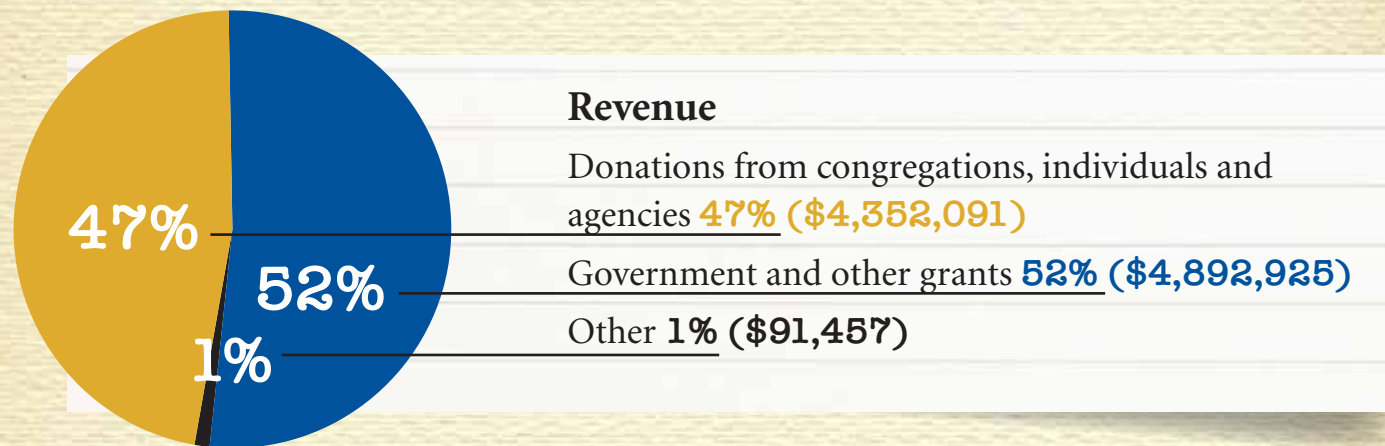 47%
52%
1%
Revenue
Donations from congregations, individuals and
agencies 47% ($4,352,091)
Government and other grants 52% ($4,892,925)
Other 1% ($91,457)